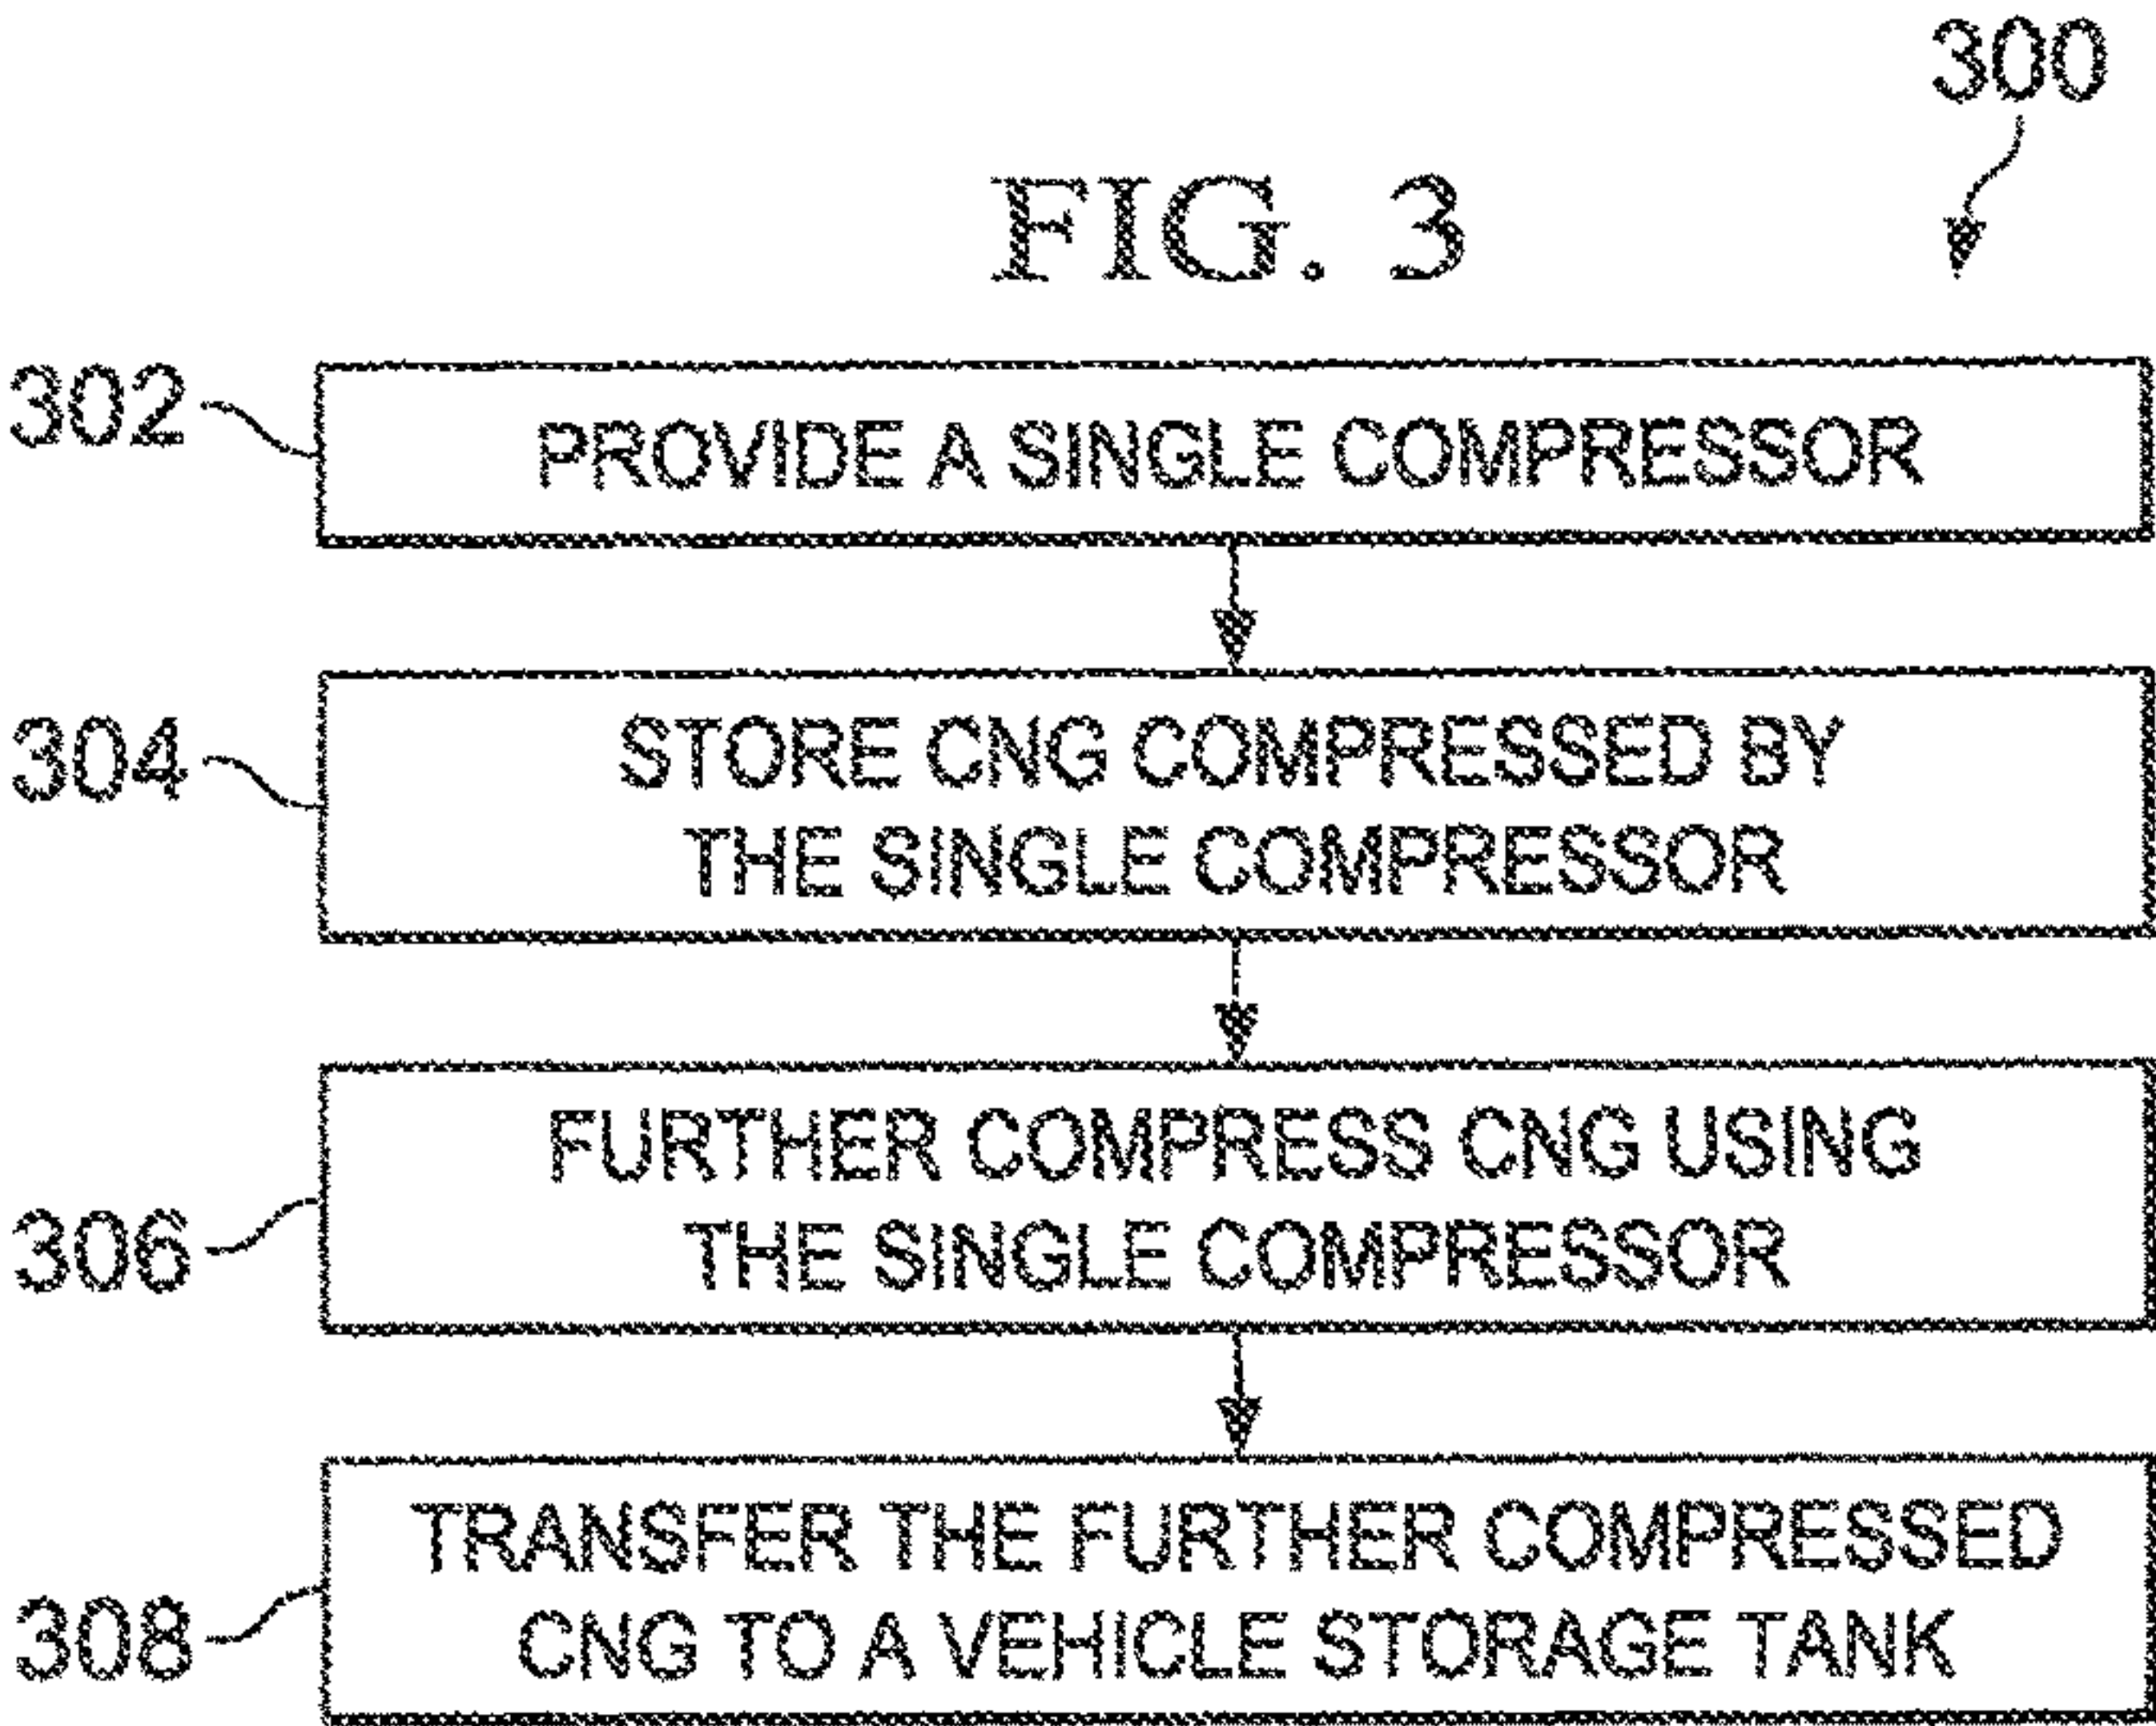 300
FIG. 3
302
PROVIDE A SINGLE COMPRESSOR
304
STORE CNG COMPRESSED BY
THE SINGLE COMPRESSOR
306
FURTHER COMPRESS CNG USING
THE SINGLE COMPRESSOR
308
TRANSFER THE FURTHER COMPRESSED
CNG TO A VEHICLE STORAGE TANK